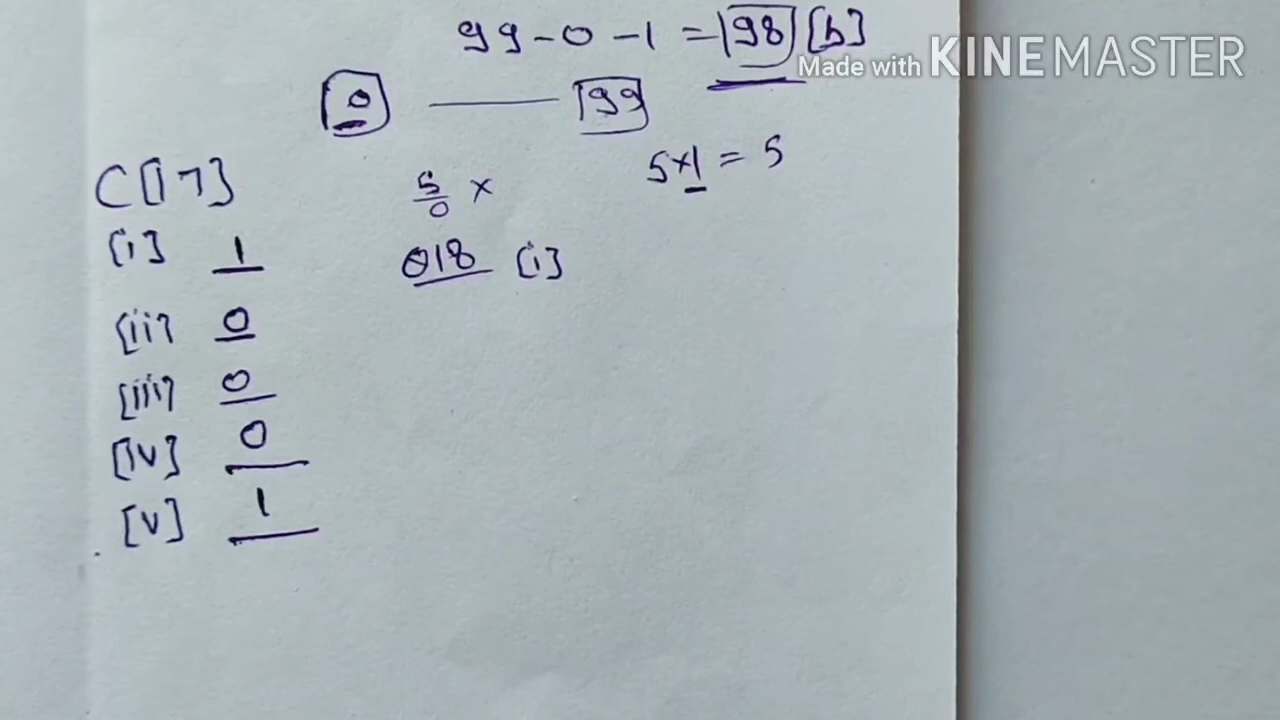 99-0-1 = 98 [b]
Made with KINEMASTER
0 — 99
5×1 = 5
C[17]
5/0 ×
[i] 1
018 [i]
[ii] 0
[iii] 0
[iv] 0
[v] 1